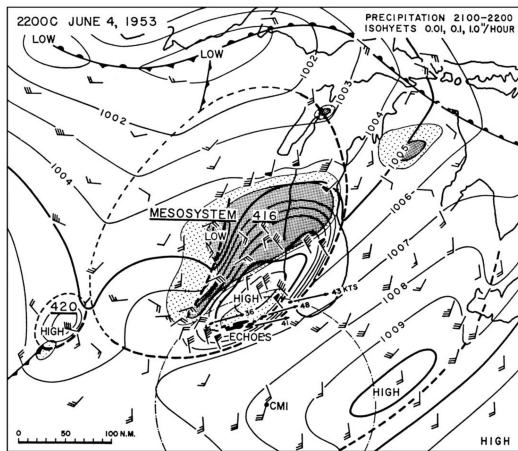 2200C JUNE 4, 1953
PRECIPITATION 2100-2200
ISOHYETS 0.01, 0.1, 1.0"/HOUR
LOW
LOW
1002
1002
1003
1004
1005
1004
1006
MESOSYSTEM 416
LOW
1007
1008
420
HIGH
HIGH
43 KTS
48
36
41
ECHOES
1009
HIGH
CMI
HIGH
0 50 100 N.M.